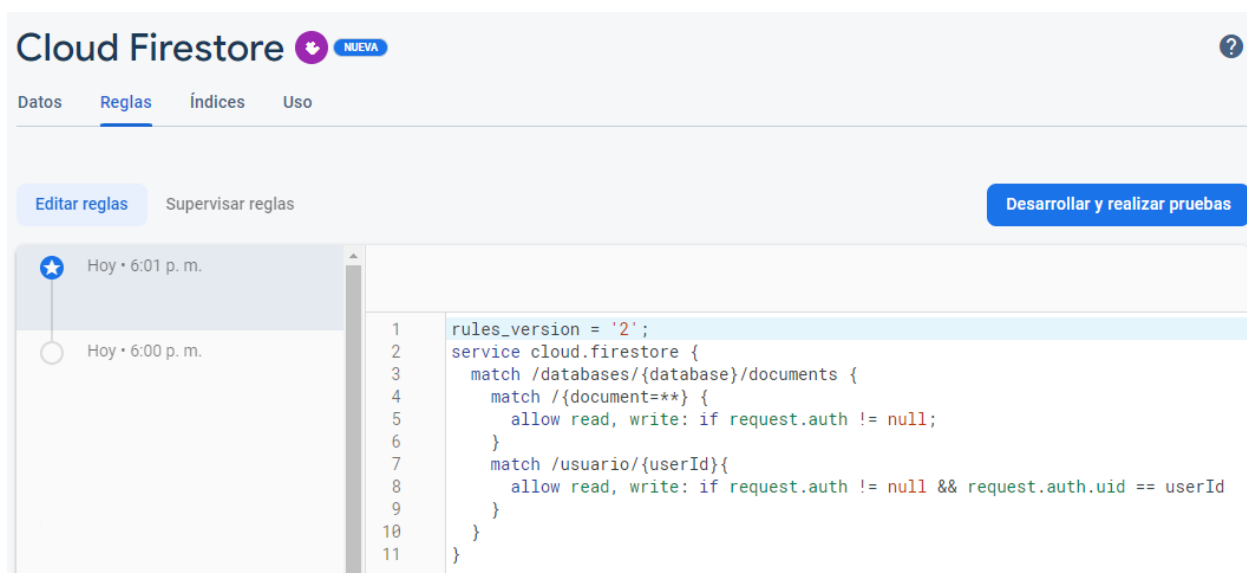 Cloud Firestore NUEVA
Datos Reglas Índices Uso
Editar reglas Supervisar reglas Desarrollar y realizar pruebas
Hoy • 6:01 p. m.
Hoy • 6:00 p. m.
1 rules_version = '2';
2 service cloud.firestore {
3   match /databases/{database}/documents {
4     match /{document=**} {
5       allow read, write: if request.auth != null;
6     }
7     match /usuario/{userId}{
8       allow read, write: if request.auth != null && request.auth.uid == userId
9     }
10   }
11 }